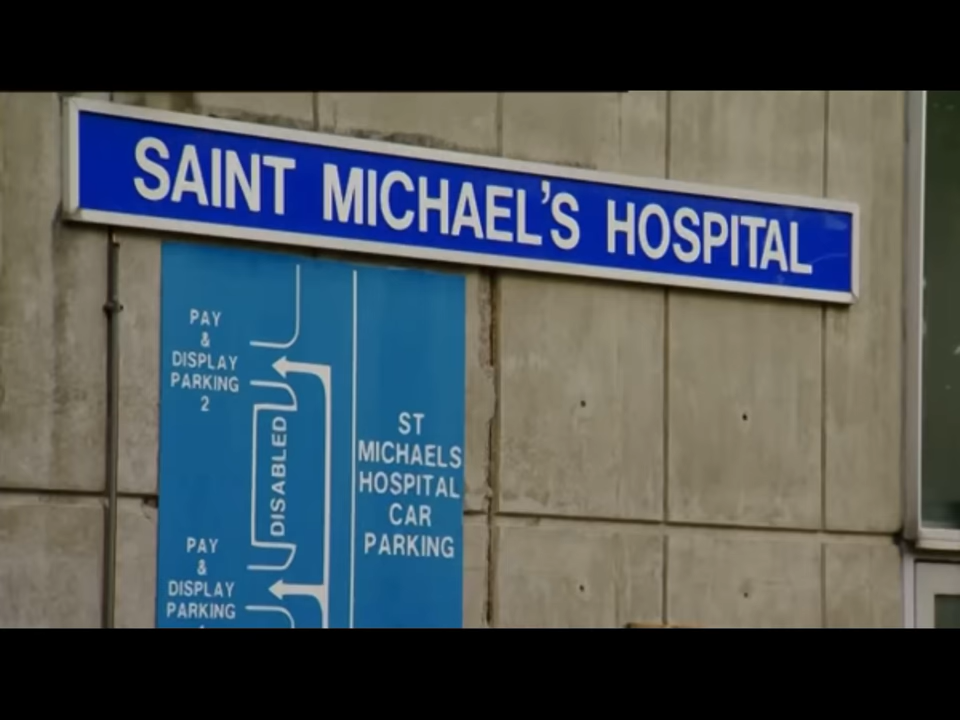 SAINT MICHAEL'S HOSPITAL
PAY
&
DISPLAY
PARKING
2
DISABLED
ST
MICHAELS
HOSPITAL
CAR
PARKING
PAY
&
DISPLAY
PARKING